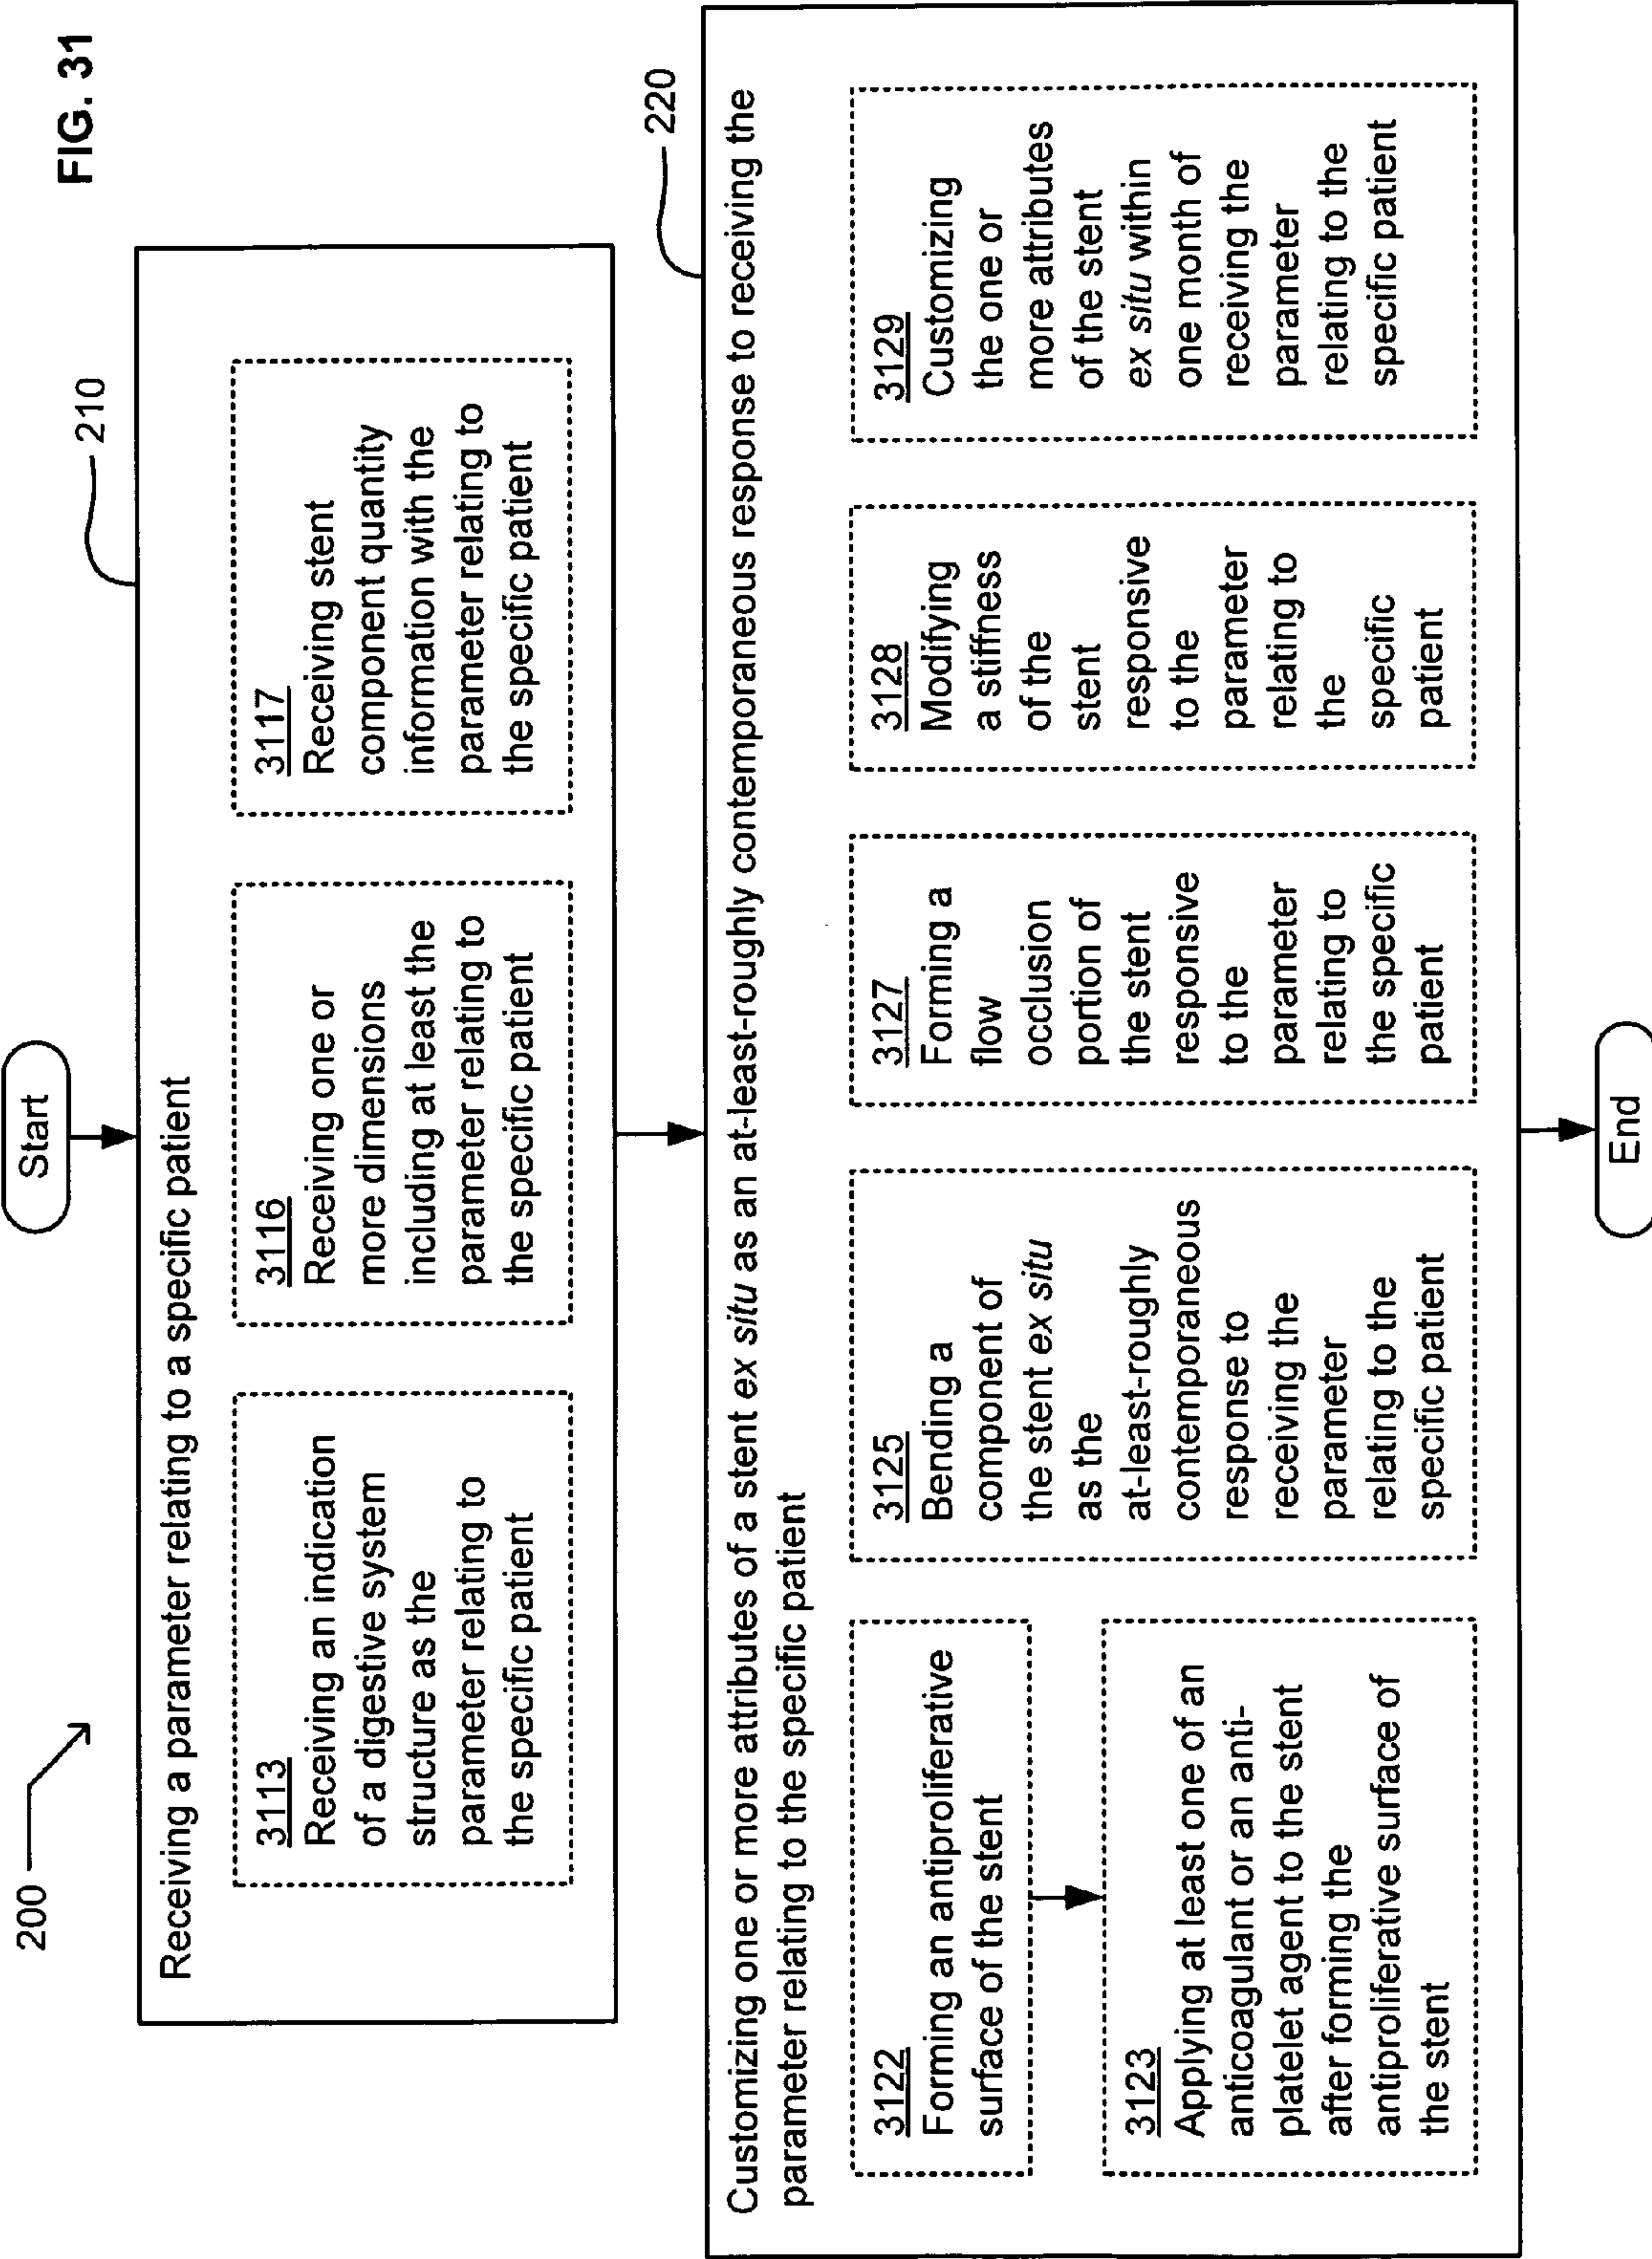 FIG. 31
200
Start
210
Receiving a parameter relating to a specific patient
3113
Receiving an indication
of a digestive system
structure as the
parameter relating to
the specific patient
3116
Receiving one or
more dimensions
including at least the
parameter relating to
the specific patient
3117
Receiving stent
component quantity
information with the
parameter relating to
the specific patient
220
Customizing one or more attributes of a stent ex situ as an at-least-roughly contemporaneous response to receiving the
parameter relating to the specific patient
3122
Forming an antiproliferative
surface of the stent
3123
Applying at least one of an
anticoagulant or an anti-
platelet agent to the stent
after forming the
antiproliferative surface of
the stent
3125
Bending a
component of
the stent ex situ
as the
at-least-roughly
contemporaneous
response to
receiving the
parameter
relating to the
specific patient
3127
Forming a
flow
occlusion
portion of
the stent
responsive
to the
parameter
relating to
the specific
patient
3128
Modifying
a stiffness
of the
stent
responsive
to the
parameter
relating to
the
specific
patient
3129
Customizing
the one or
more attributes
of the stent
ex situ within
one month of
receiving the
parameter
relating to the
specific patient
End